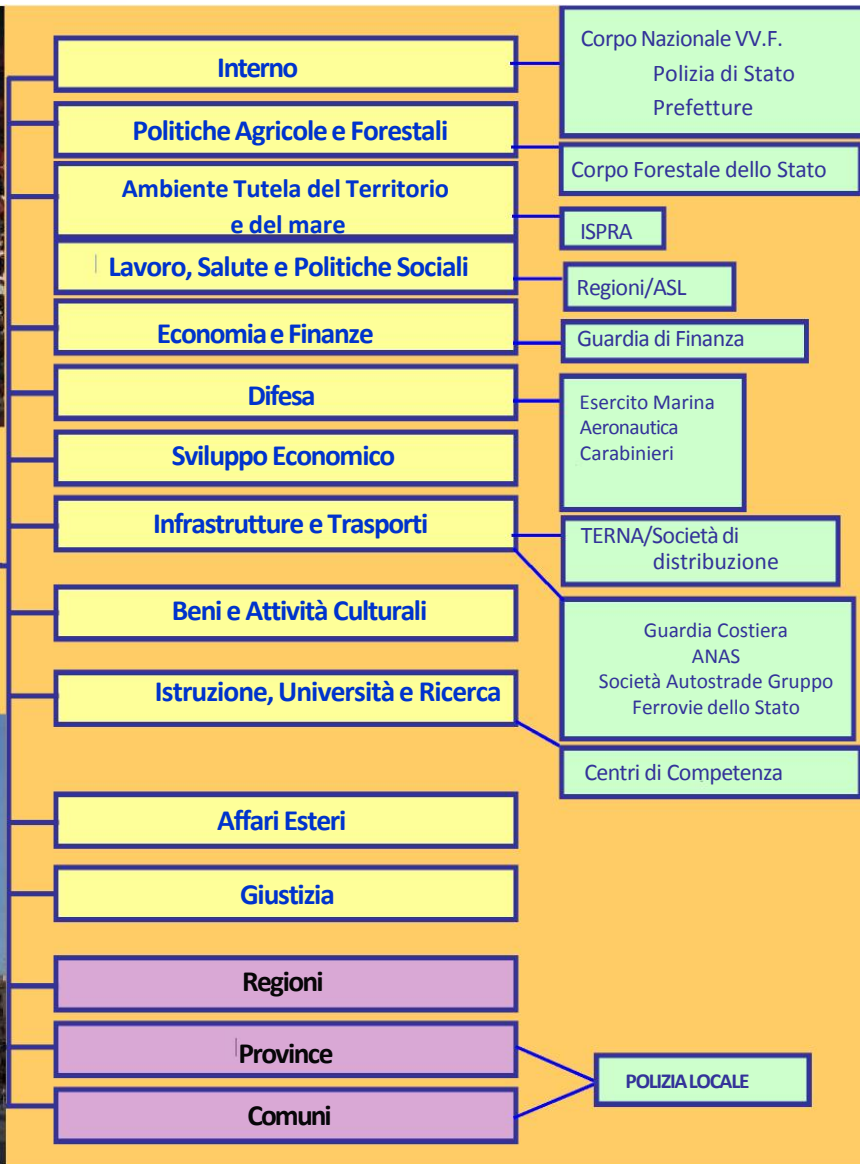 Interno
Corpo Nazionale VV.F.
Polizia di Stato
Prefetture
Politiche Agricole e Forestali
Corpo Forestale dello Stato
Ambiente Tutela del Territorio
e del mare
ISPRA
Lavoro, Salute e Politiche Sociali
Regioni/ASL
Economia e Finanze
Guardia di Finanza
Difesa
Esercito Marina
Aeronautica
Carabinieri
Sviluppo Economico
Infrastrutture e Trasporti
TERNA/Società di
distribuzione
Guardia Costiera
ANAS
Società Autostrade Gruppo
Ferrovie dello Stato
Beni e Attività Culturali
Istruzione, Università e Ricerca
Centri di Competenza
Affari Esteri
Giustizia
Regioni
Province
Comuni
POLIZIA LOCALE